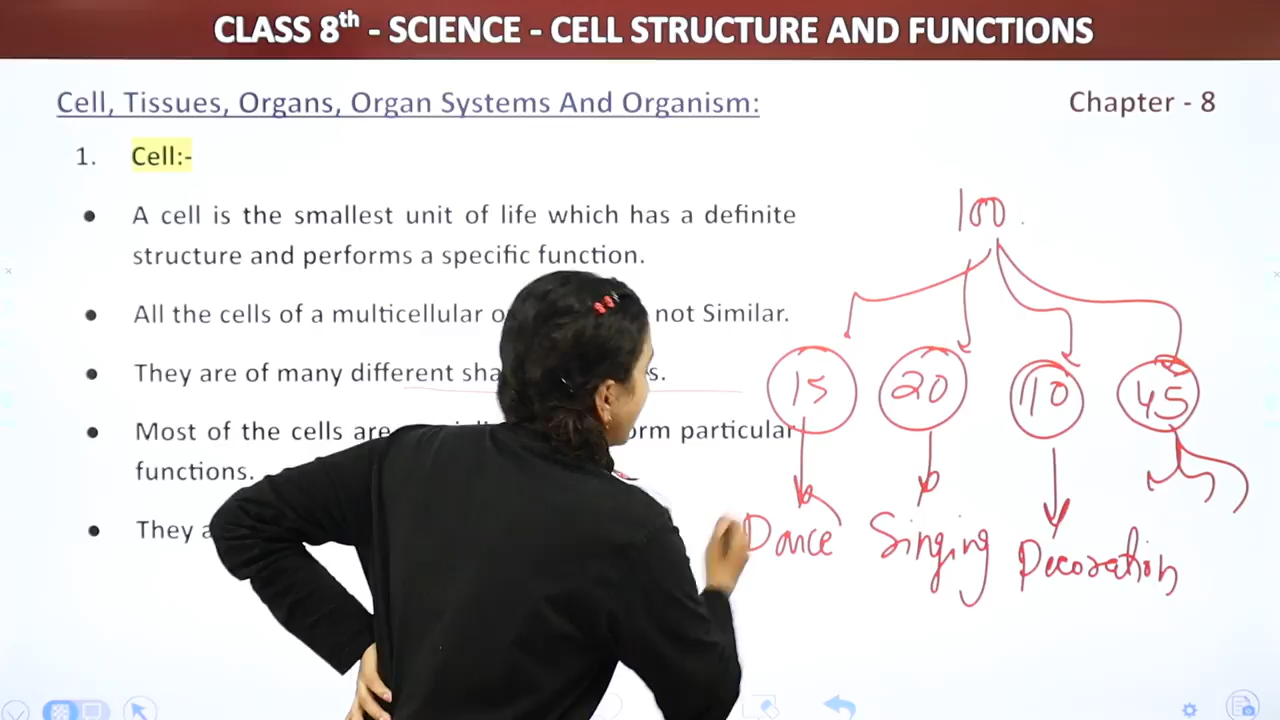 CLASS 8th - SCIENCE - CELL STRUCTURE AND FUNCTIONS
Cell, Tissues, Organs, Organ Systems And Organism:
Chapter - 8
1. Cell:-
• A cell is the smallest unit of life which has a definite
structure and performs a specific function.
• All the cells of a multicellular not Similar.
• They are of many different
• Most of the cells are particular
functions.
• They
100
15 20 10 45
Dance Singing Decoration